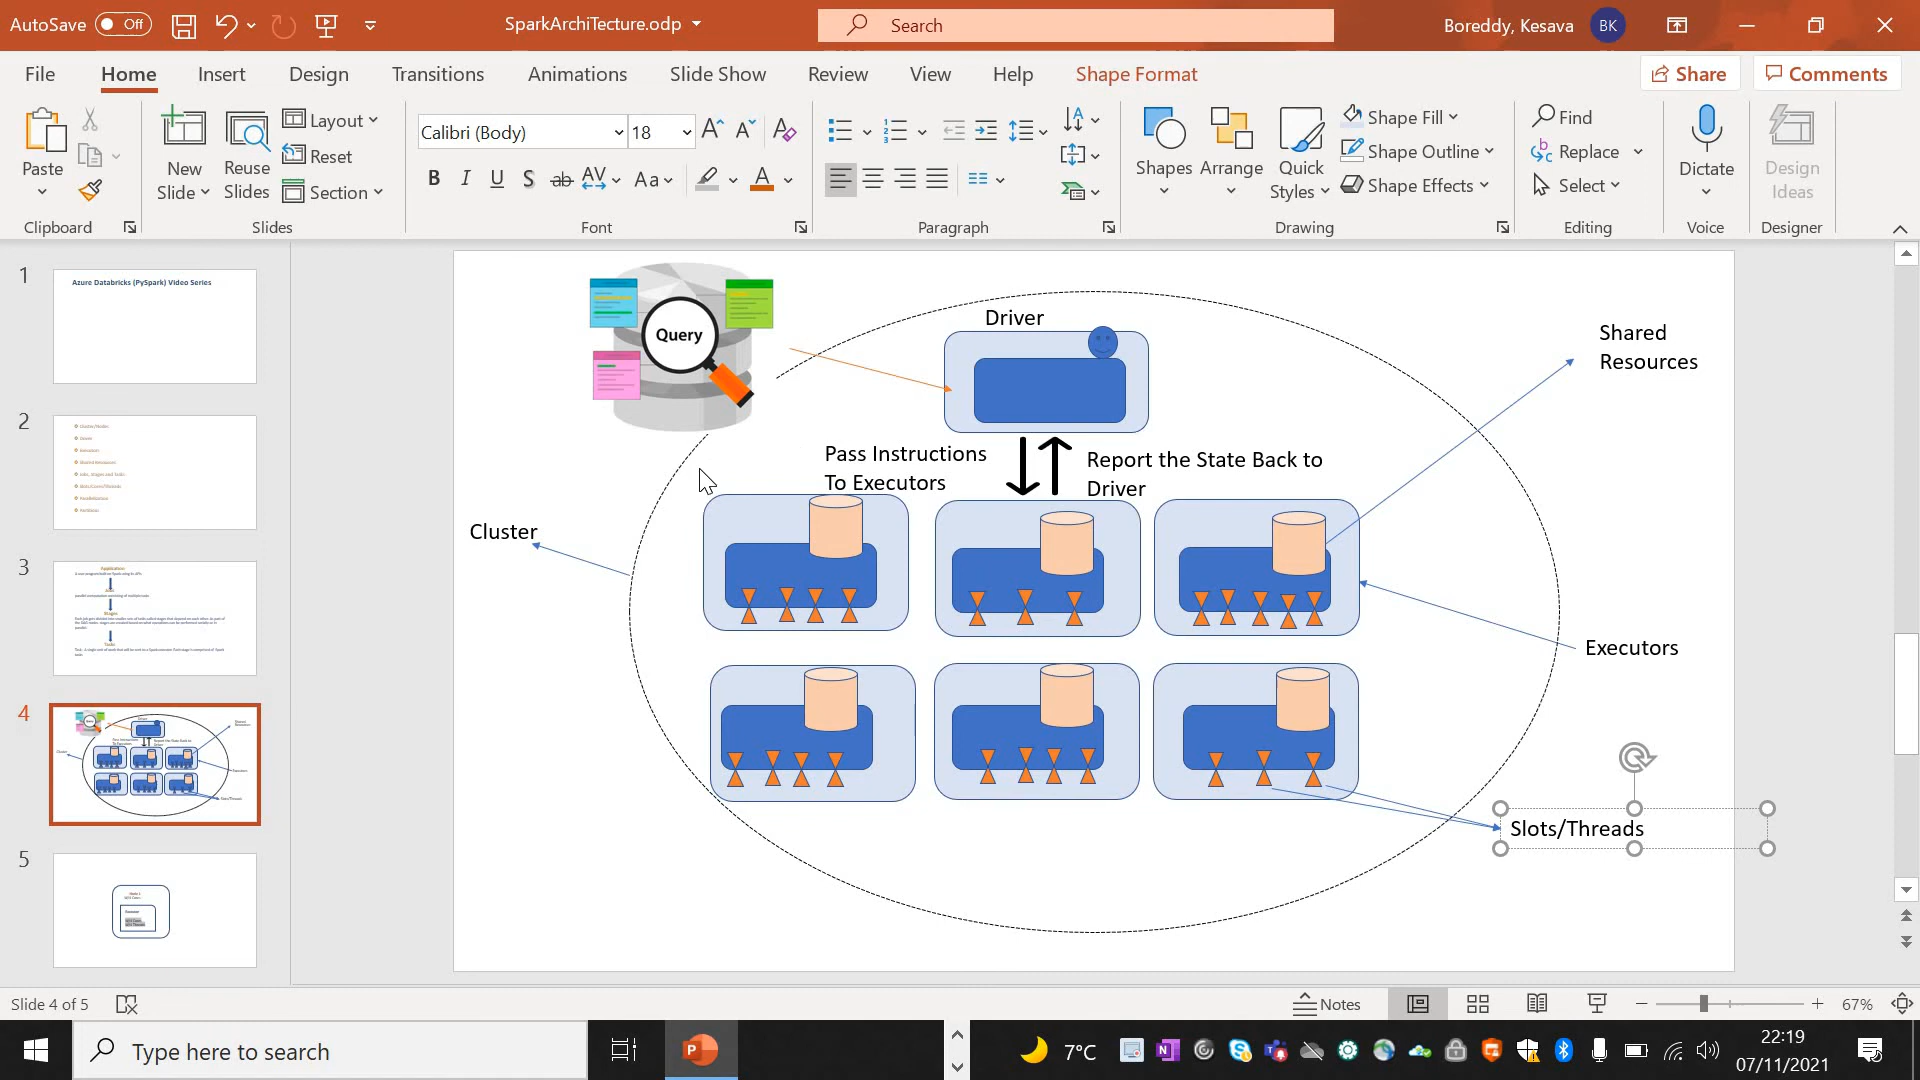 AutoSave
Off
SparkArchiTecture.odp
Search
Boreddy, Kesava
BK
File
Home
Insert
Design
Transitions
Animations
Slide Show
Review
View
Help
Shape Format
Share
Comments
Paste
New
Slide
Reuse
Slides
Layout
Reset
Section
Calibri (Body)
18
Shapes
Arrange
Quick
Styles
Shape Fill
Shape Outline
Shape Effects
Find
Replace
Select
Dictate
Design
Ideas
Clipboard
Slides
Font
Paragraph
Drawing
Editing
Voice
Designer
1
Azure Databricks (PySpark) Video Series
2
3
4
5
Query
Driver
Shared
Resources
Pass Instructions
To Executors
Report the State Back to
Driver
Cluster
Executors
Slots/Threads
Slide 4 of 5
Notes
67%
Type here to search
7°C
22:19
07/11/2021